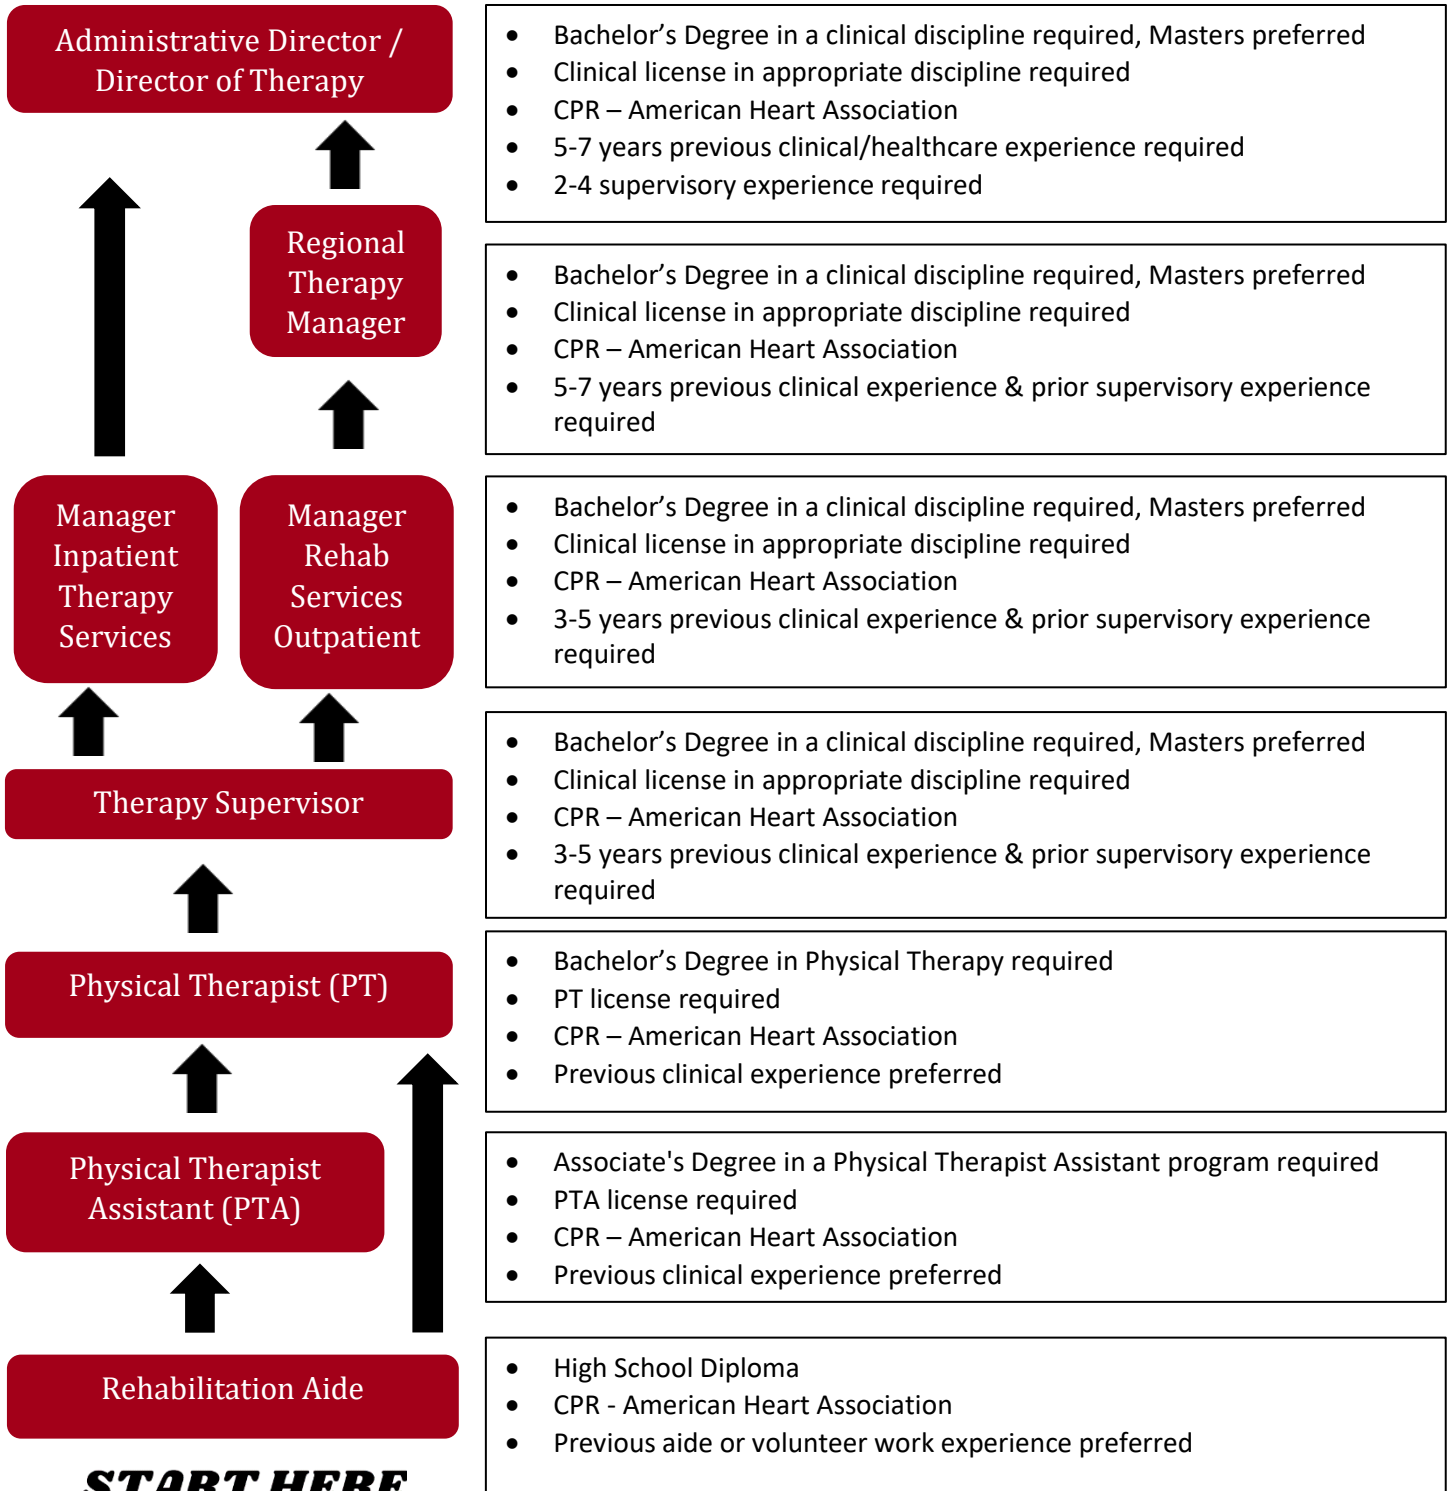 Administrative Director /
Director of Therapy
• Bachelor’s Degree in a clinical discipline required, Masters preferred
• Clinical license in appropriate discipline required
• CPR – American Heart Association
• 5-7 years previous clinical/healthcare experience required
• 2-4 supervisory experience required
Regional
Therapy
Manager
• Bachelor’s Degree in a clinical discipline required, Masters preferred
• Clinical license in appropriate discipline required
• CPR – American Heart Association
• 5-7 years previous clinical experience & prior supervisory experience
required
Manager
Inpatient
Therapy
Services
Manager
Rehab
Services
Outpatient
• Bachelor’s Degree in a clinical discipline required, Masters preferred
• Clinical license in appropriate discipline required
• CPR – American Heart Association
• 3-5 years previous clinical experience & prior supervisory experience
required
Therapy Supervisor
• Bachelor’s Degree in a clinical discipline required, Masters preferred
• Clinical license in appropriate discipline required
• CPR – American Heart Association
• 3-5 years previous clinical experience & prior supervisory experience
required
Physical Therapist (PT)
• Bachelor’s Degree in Physical Therapy required
• PT license required
• CPR – American Heart Association
• Previous clinical experience preferred
Physical Therapist
Assistant (PTA)
• Associate's Degree in a Physical Therapist Assistant program required
• PTA license required
• CPR – American Heart Association
• Previous clinical experience preferred
Rehabilitation Aide
• High School Diploma
• CPR - American Heart Association
• Previous aide or volunteer work experience preferred
START HERE